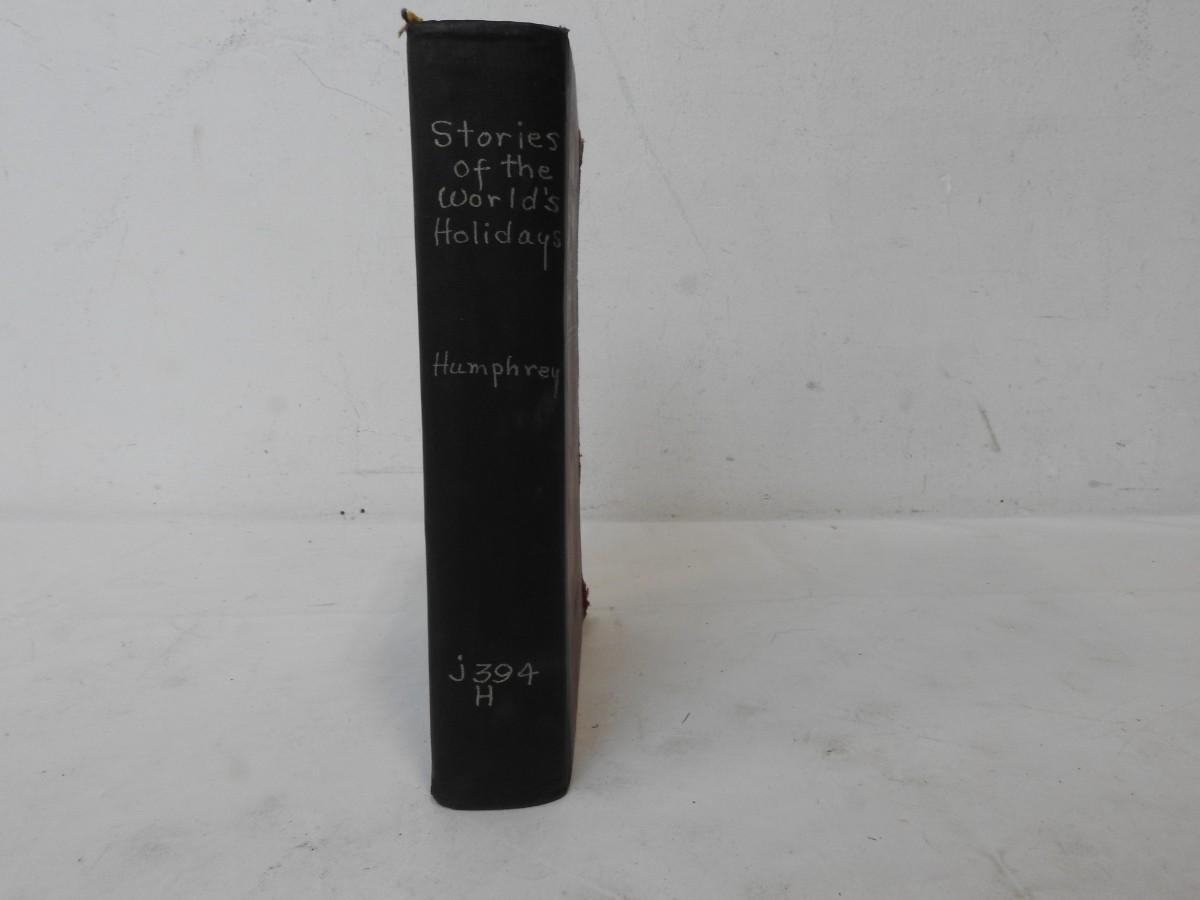 Stories
of the
World's
Holidays
Humphrey
j394
H